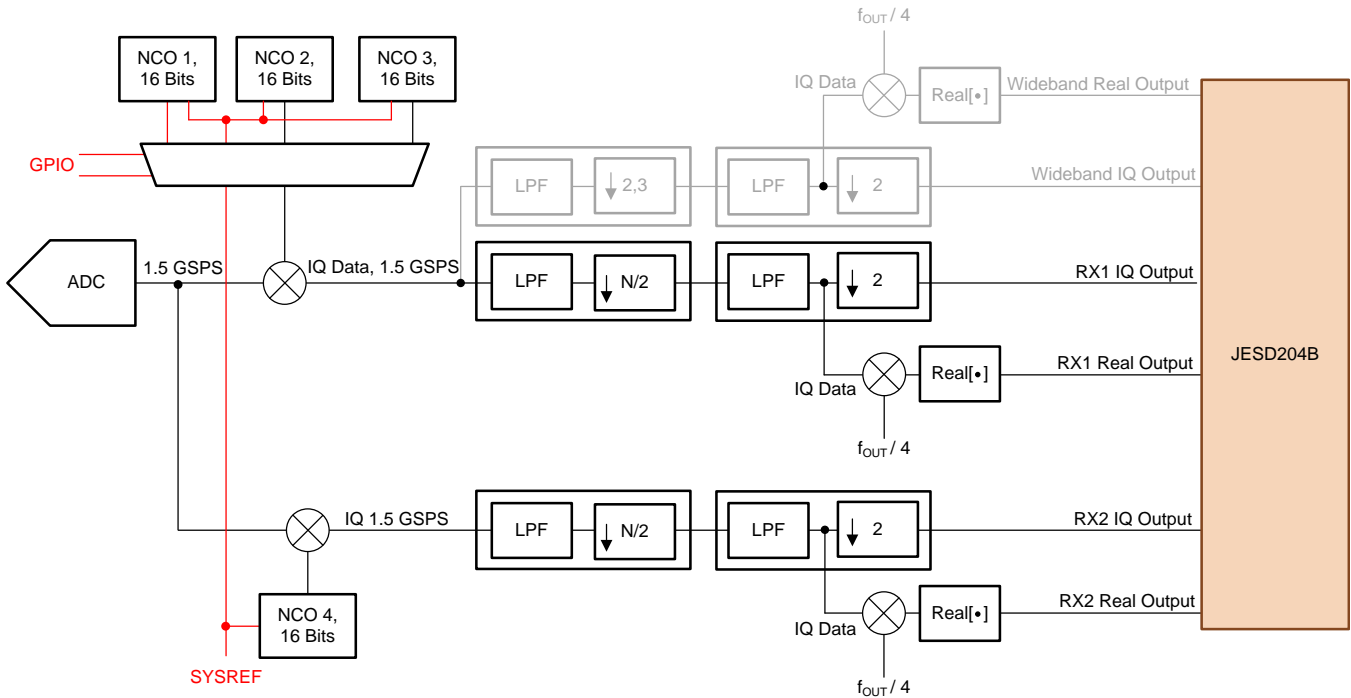 f_OUT / 4
NCO 1,
16 Bits
NCO 2,
16 Bits
NCO 3,
16 Bits
IQ Data
Real[•]
Wideband Real Output
GPIO
LPF
↓ 2,3
LPF
↓ 2
Wideband IQ Output
ADC
1.5 GSPS
IQ Data, 1.5 GSPS
LPF
↓ N/2
LPF
↓ 2
RX1 IQ Output
JESD204B
IQ Data
Real[•]
RX1 Real Output
f_OUT / 4
IQ 1.5 GSPS
LPF
↓ N/2
LPF
↓ 2
RX2 IQ Output
NCO 4,
16 Bits
IQ Data
Real[•]
RX2 Real Output
SYSREF
f_OUT / 4